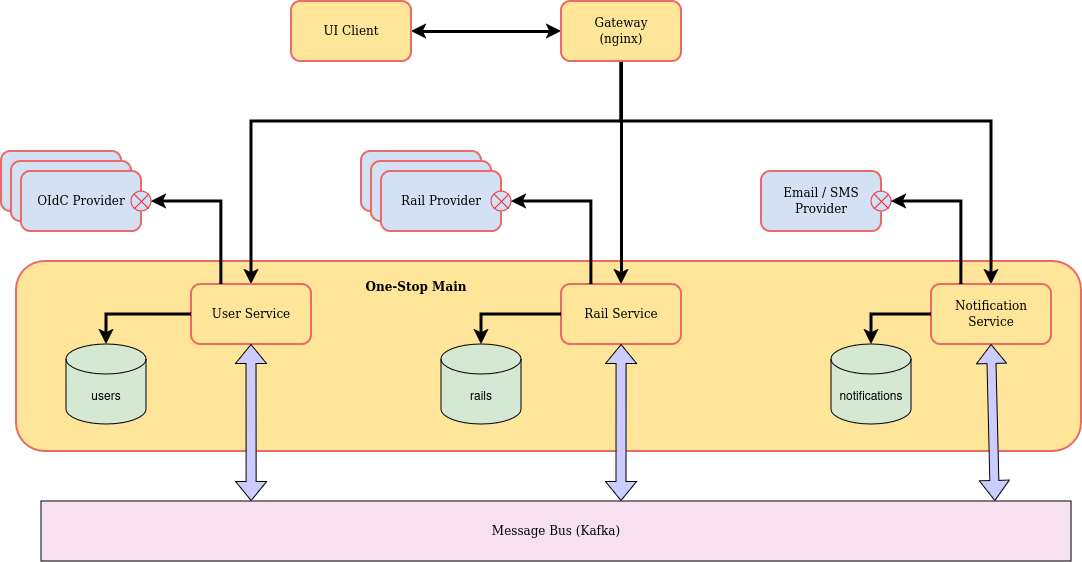 UI Client
Gateway
(nginx)
OIdC Provider
Rail Provider
Email / SMS
Provider
One-Stop Main
User Service
Rail Service
Notification
Service
users
rails
notifications
Message Bus (Kafka)